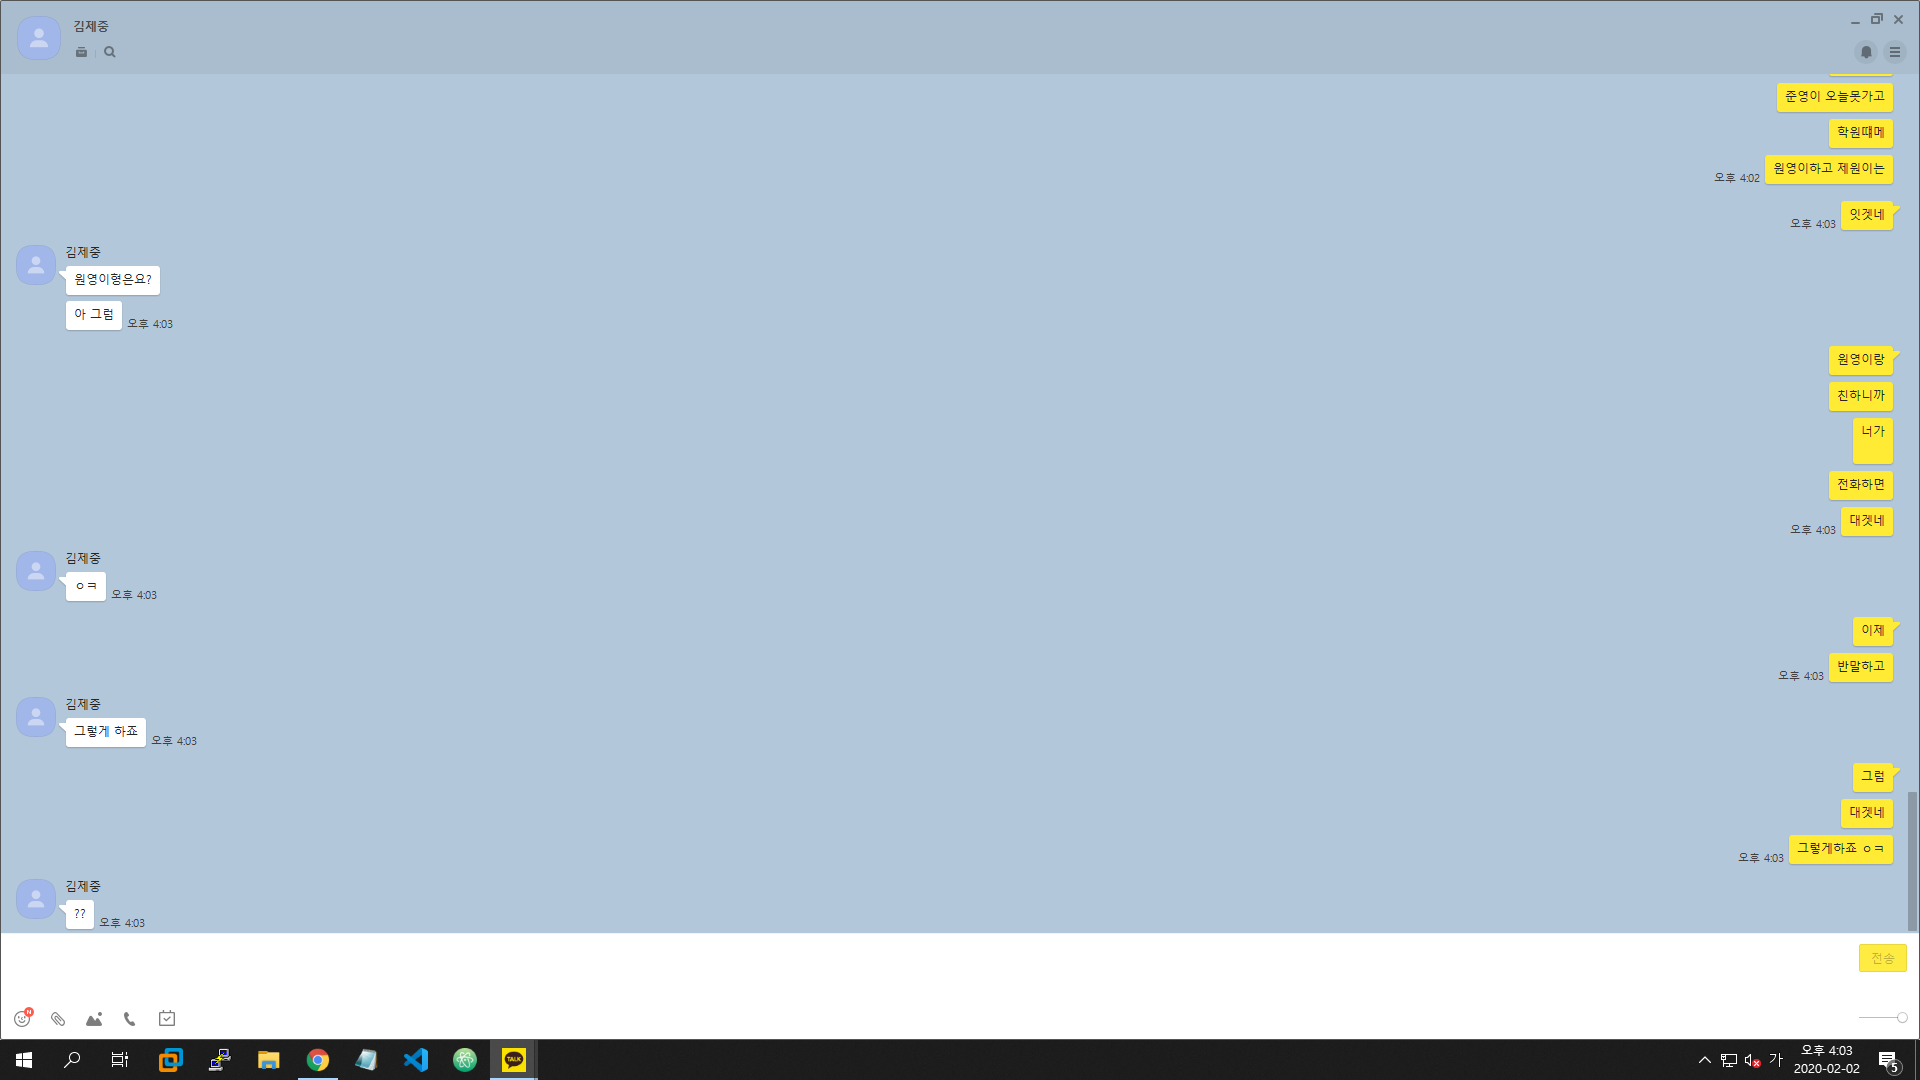 김제중
준영이 오늘못가고
학원떄메
원영이하고 제원이는
오후 4:02
잇겟네
오후 4:03
김제중
원영이형은요?
아 그럼
오후 4:03
원영이랑
친하니까
너가
전화하면
대겟네
오후 4:03
김제중
ㅇㅋ
오후 4:03
이제
반말하고
오후 4:03
김제중
그렇게 하죠
오후 4:03
그럼
대겟네
그렇게하죠 ㅇㅋ
오후 4:03
김제중
??
오후 4:03
전송
N
TALK
가
오후 4:03
2020-02-02
5